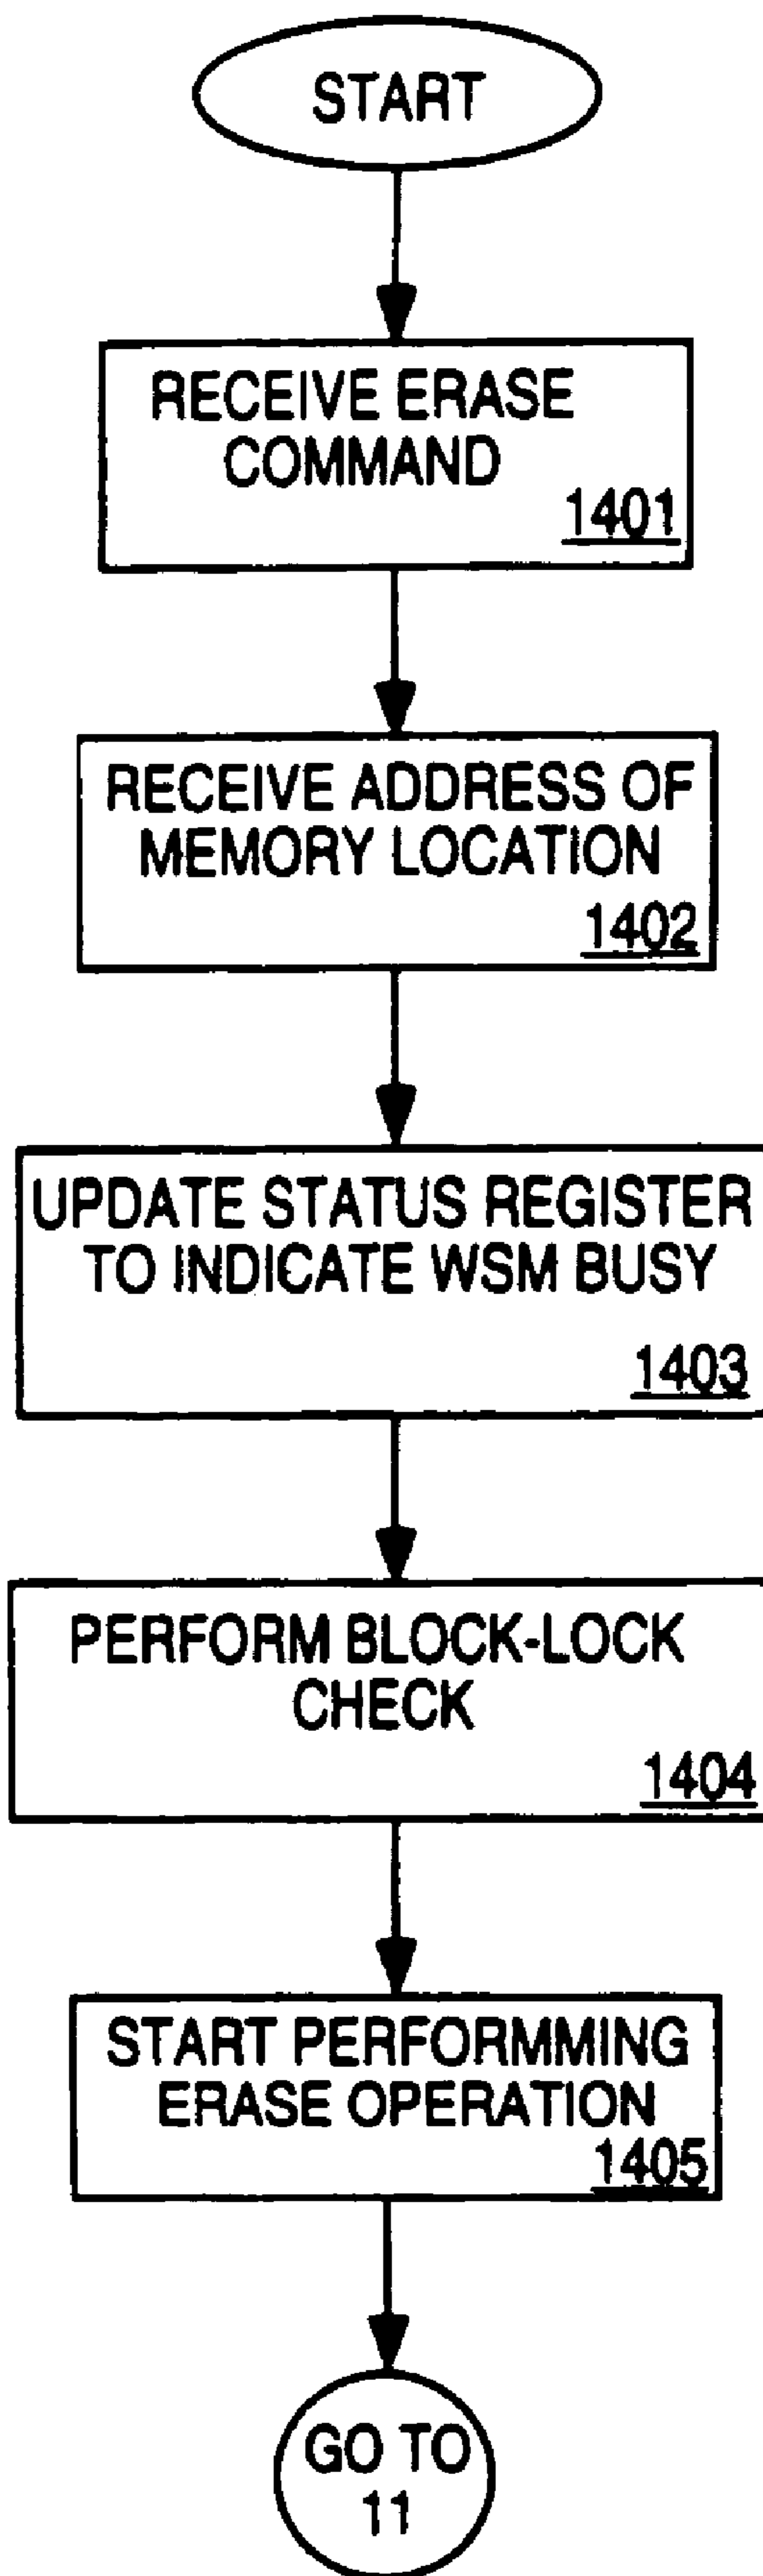 START
RECEIVE ERASE
COMMAND
1401
RECEIVE ADDRESS OF
MEMORY LOCATION
1402
UPDATE STATUS REGISTER
TO INDICATE WSM BUSY
1403
PERFORM BLOCK-LOCK
CHECK
1404
START PERFORMMING
ERASE OPERATION
1405
GO TO
11